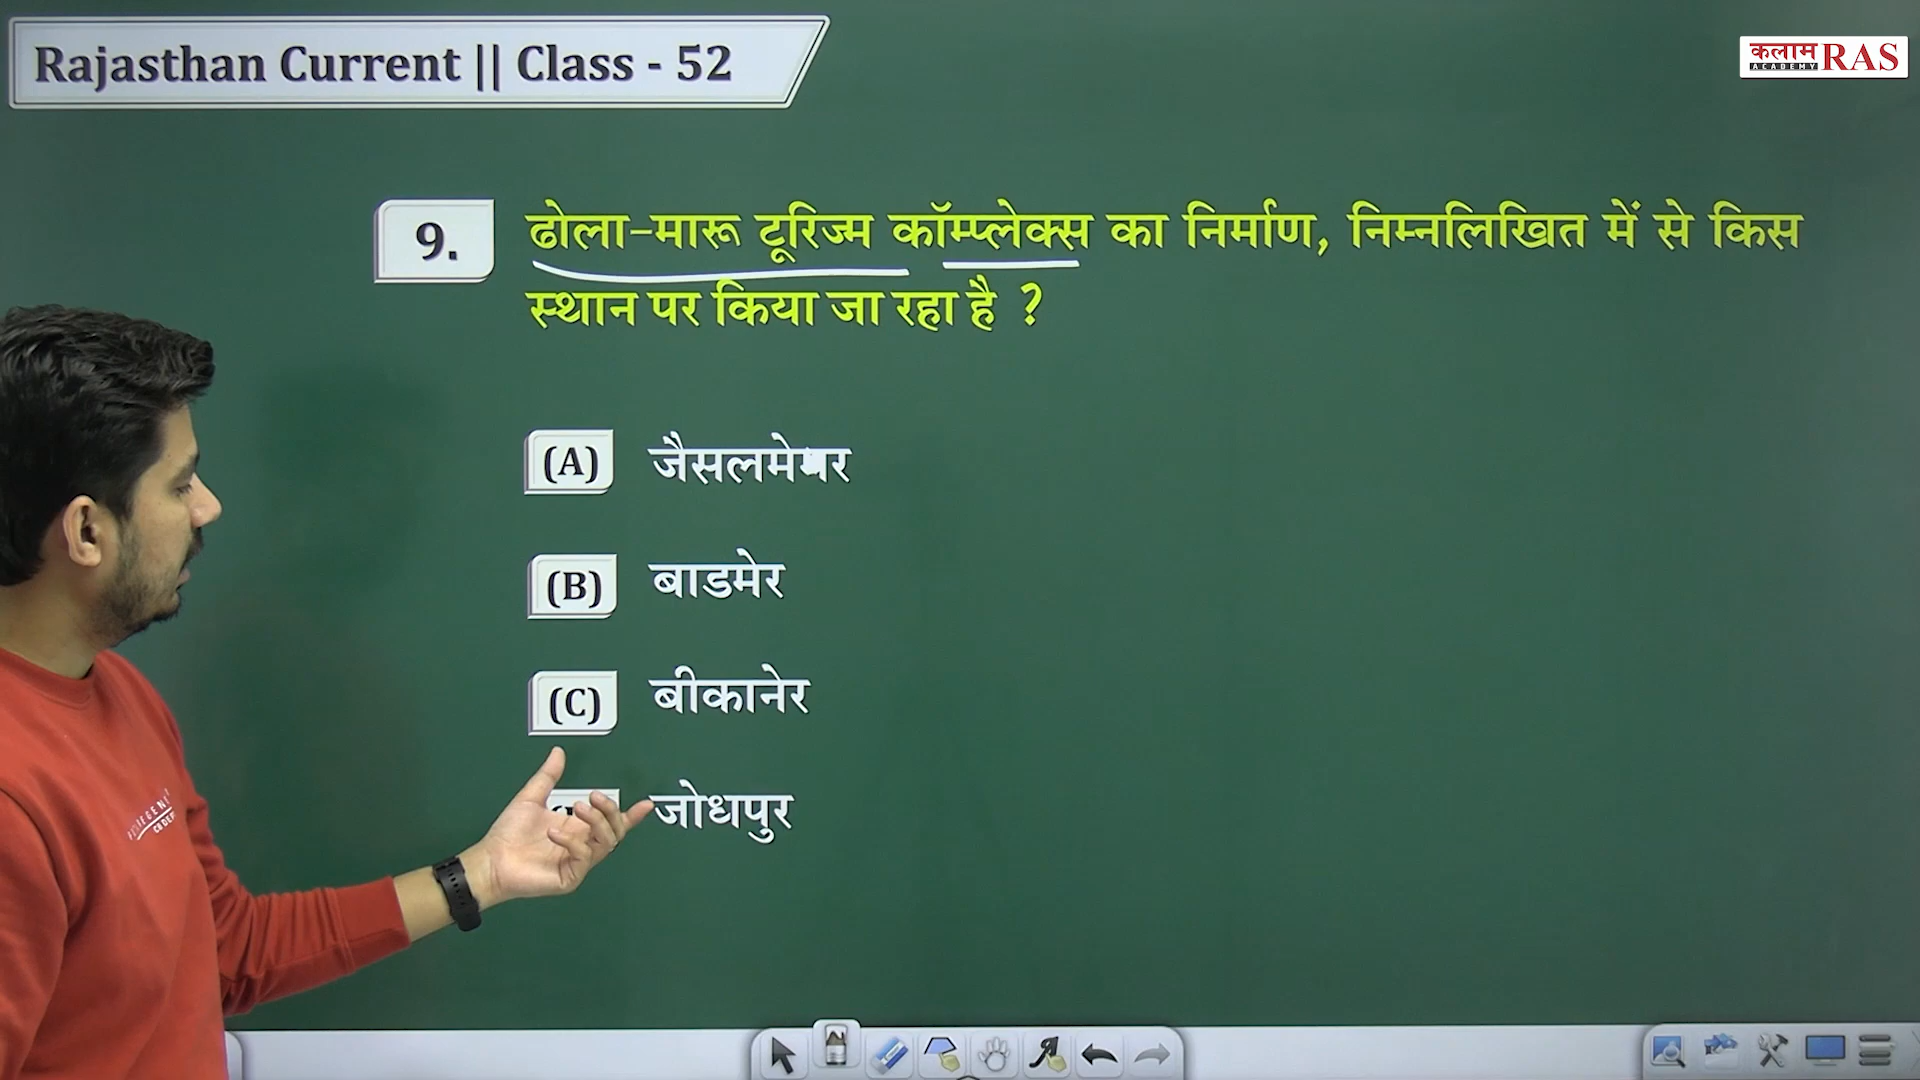 Rajasthan Current || Class - 52
कलाम RAS
ACADEMY
9. ढोला-मारू टूरिज्म कॉम्प्लेक्स का निर्माण, निम्नलिखित में से किस
स्थान पर किया जा रहा है ?
(A) जैसलमेर
(B) बाडमेर
(C) बीकानेर
जोधपुर